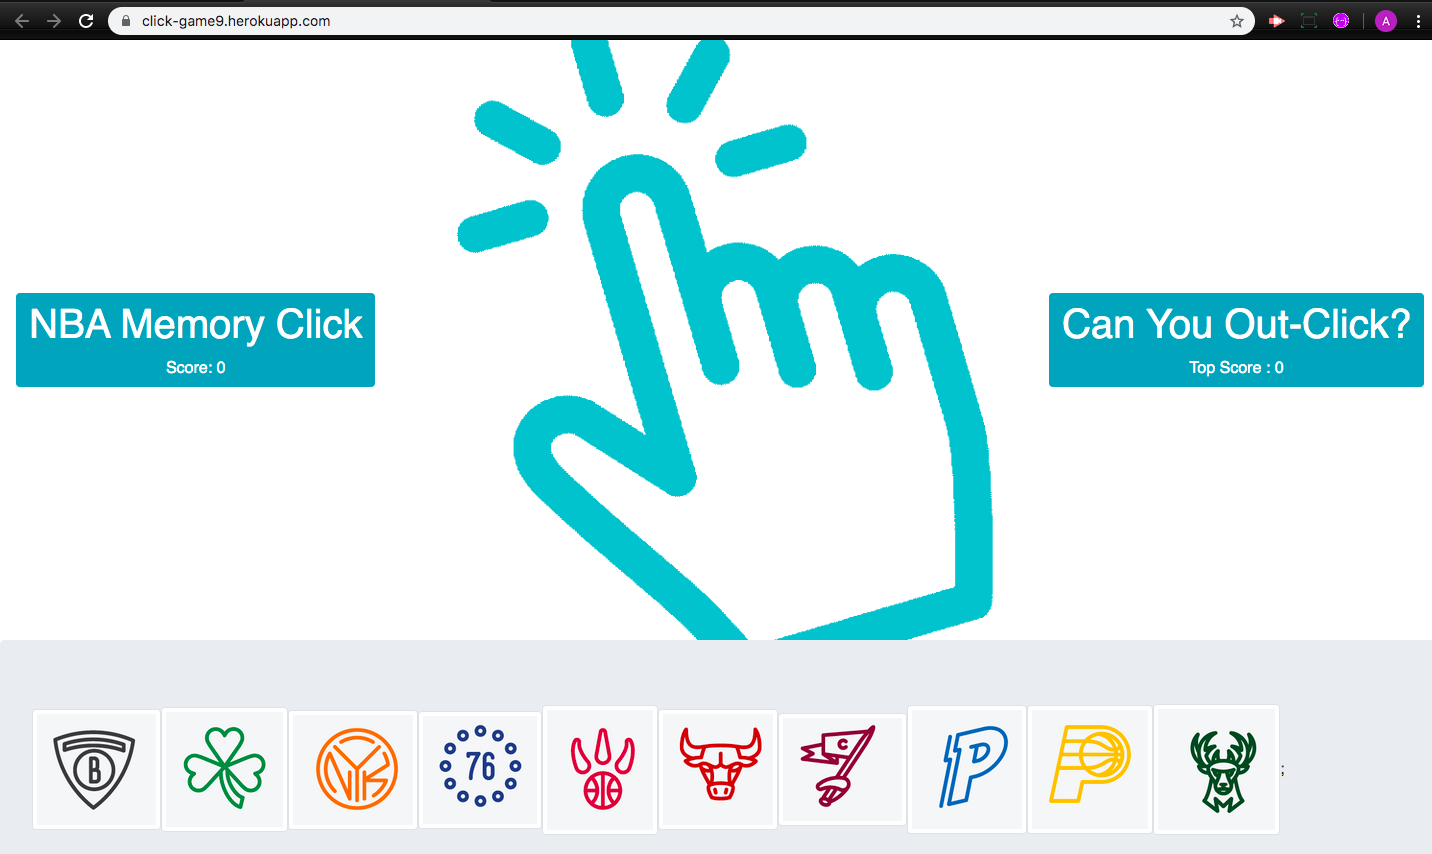 click-game9.herokuapp.com
A
NBA Memory Click
Score: 0
Can You Out-Click?
Top Score : 0
B
NYK
76
C
P
P
;